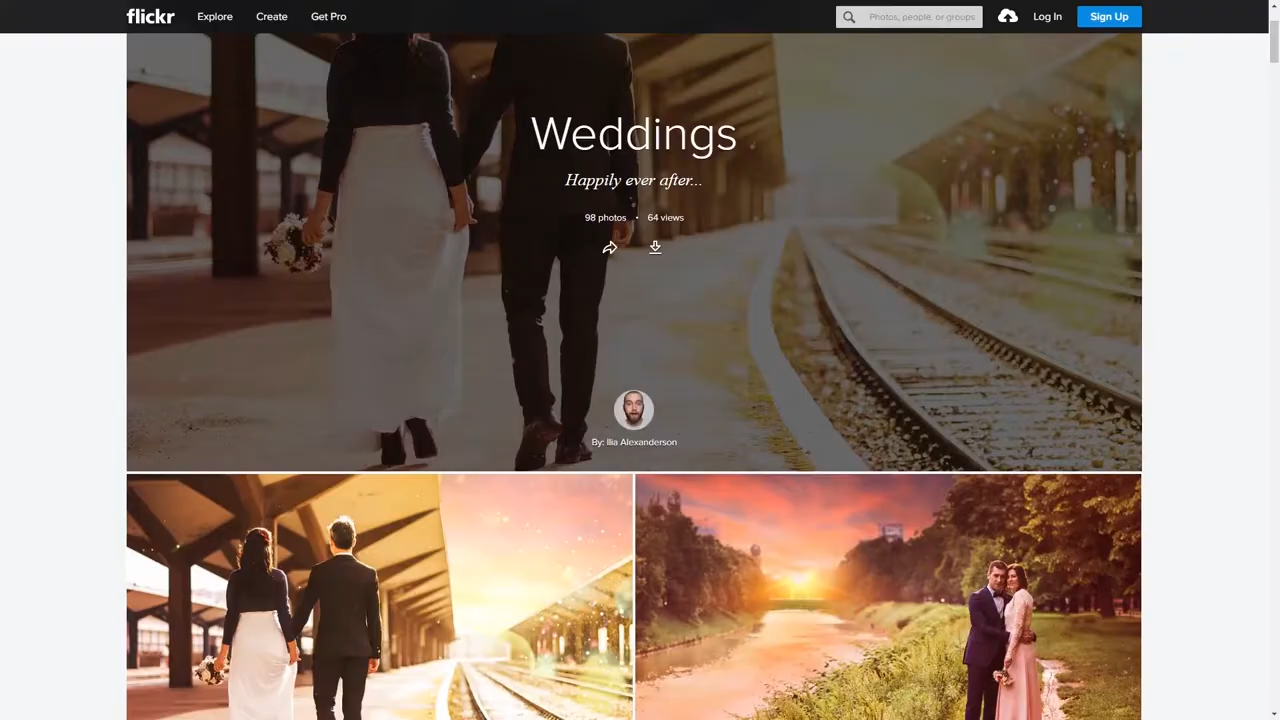 flickr Explore Create Get Pro Photos, people, or groups Log In Sign Up
Weddings
Happily ever after...
98 photos • 64 views
By: Ilia Alexanderson